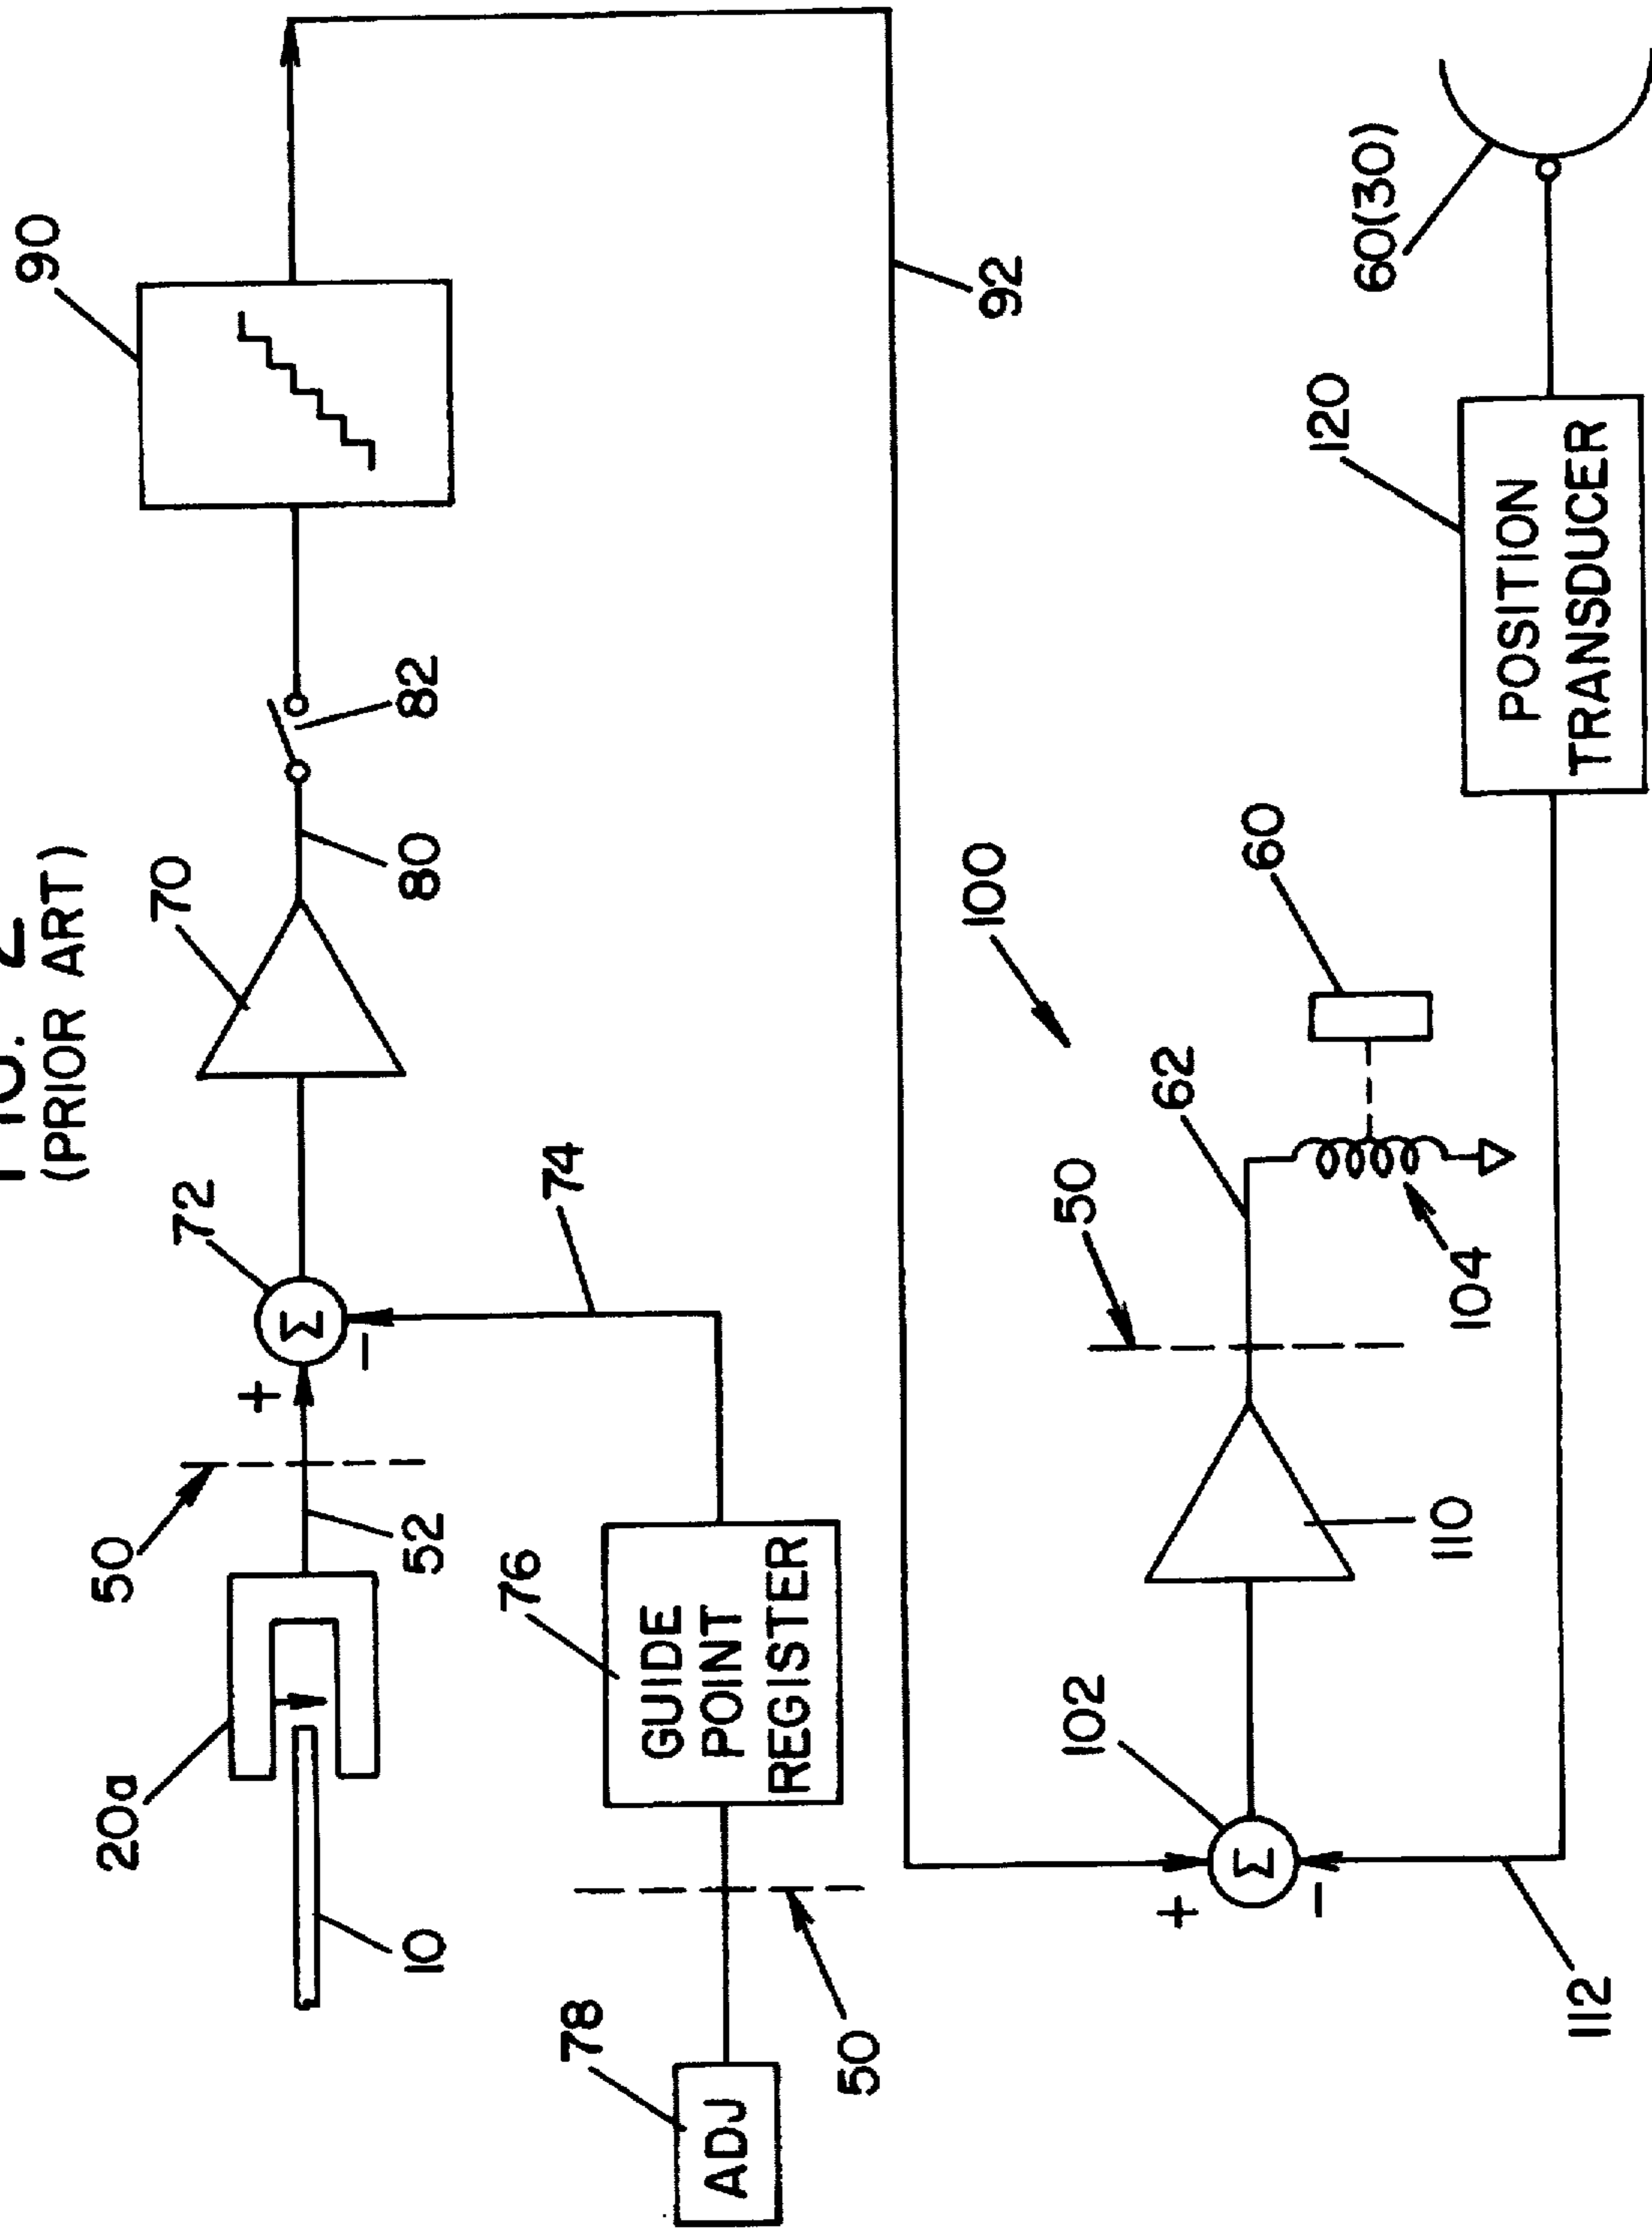 FIG. 2
(PRIOR ART)
90
20a
50
72
70
+
Σ
−
10
52
80
82
78
76
74
ADJ
GUIDE
POINT
REGISTER
50
92
100
102
50
62
60
120
60(30)
+
Σ
−
110
104
112
POSITION
TRANSDUCER